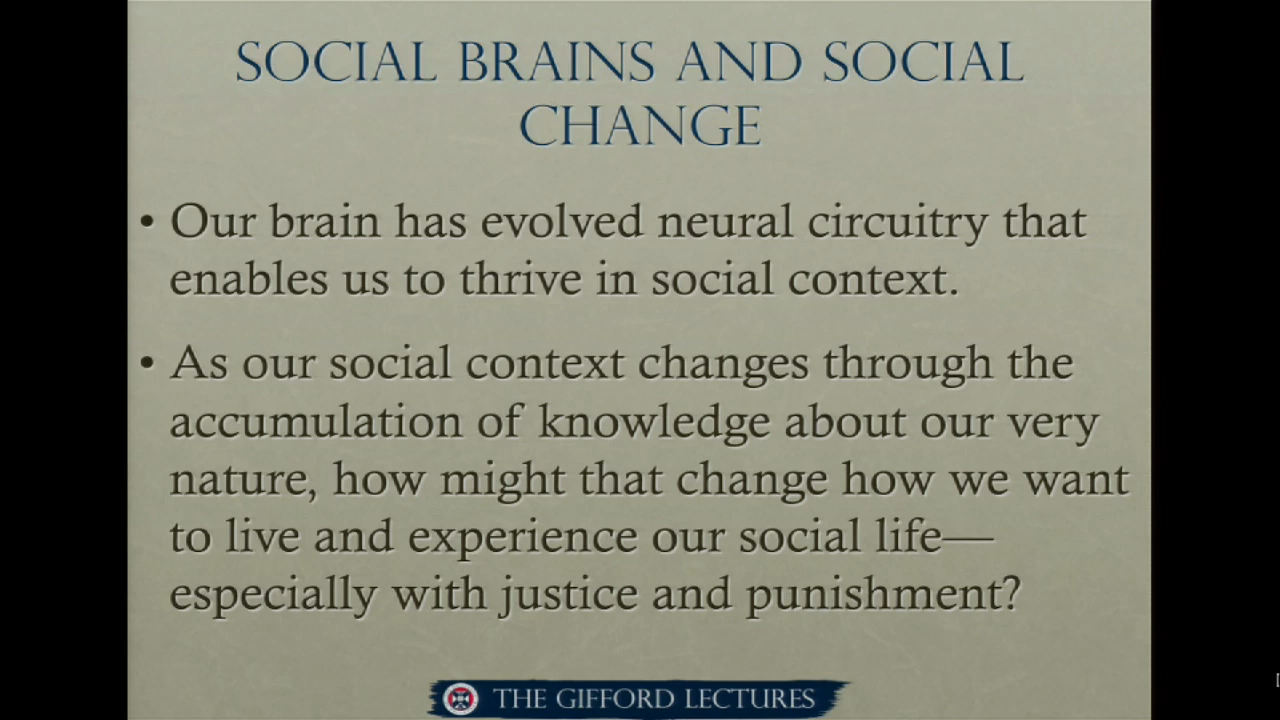 SOCIAL BRAINS AND SOCIAL
CHANGE
• Our brain has evolved neural circuitry that
enables us to thrive in social context.
• As our social context changes through the
accumulation of knowledge about our very
nature, how might that change how we want
to live and experience our social life—
especially with justice and punishment?
THE GIFFORD LECTURES